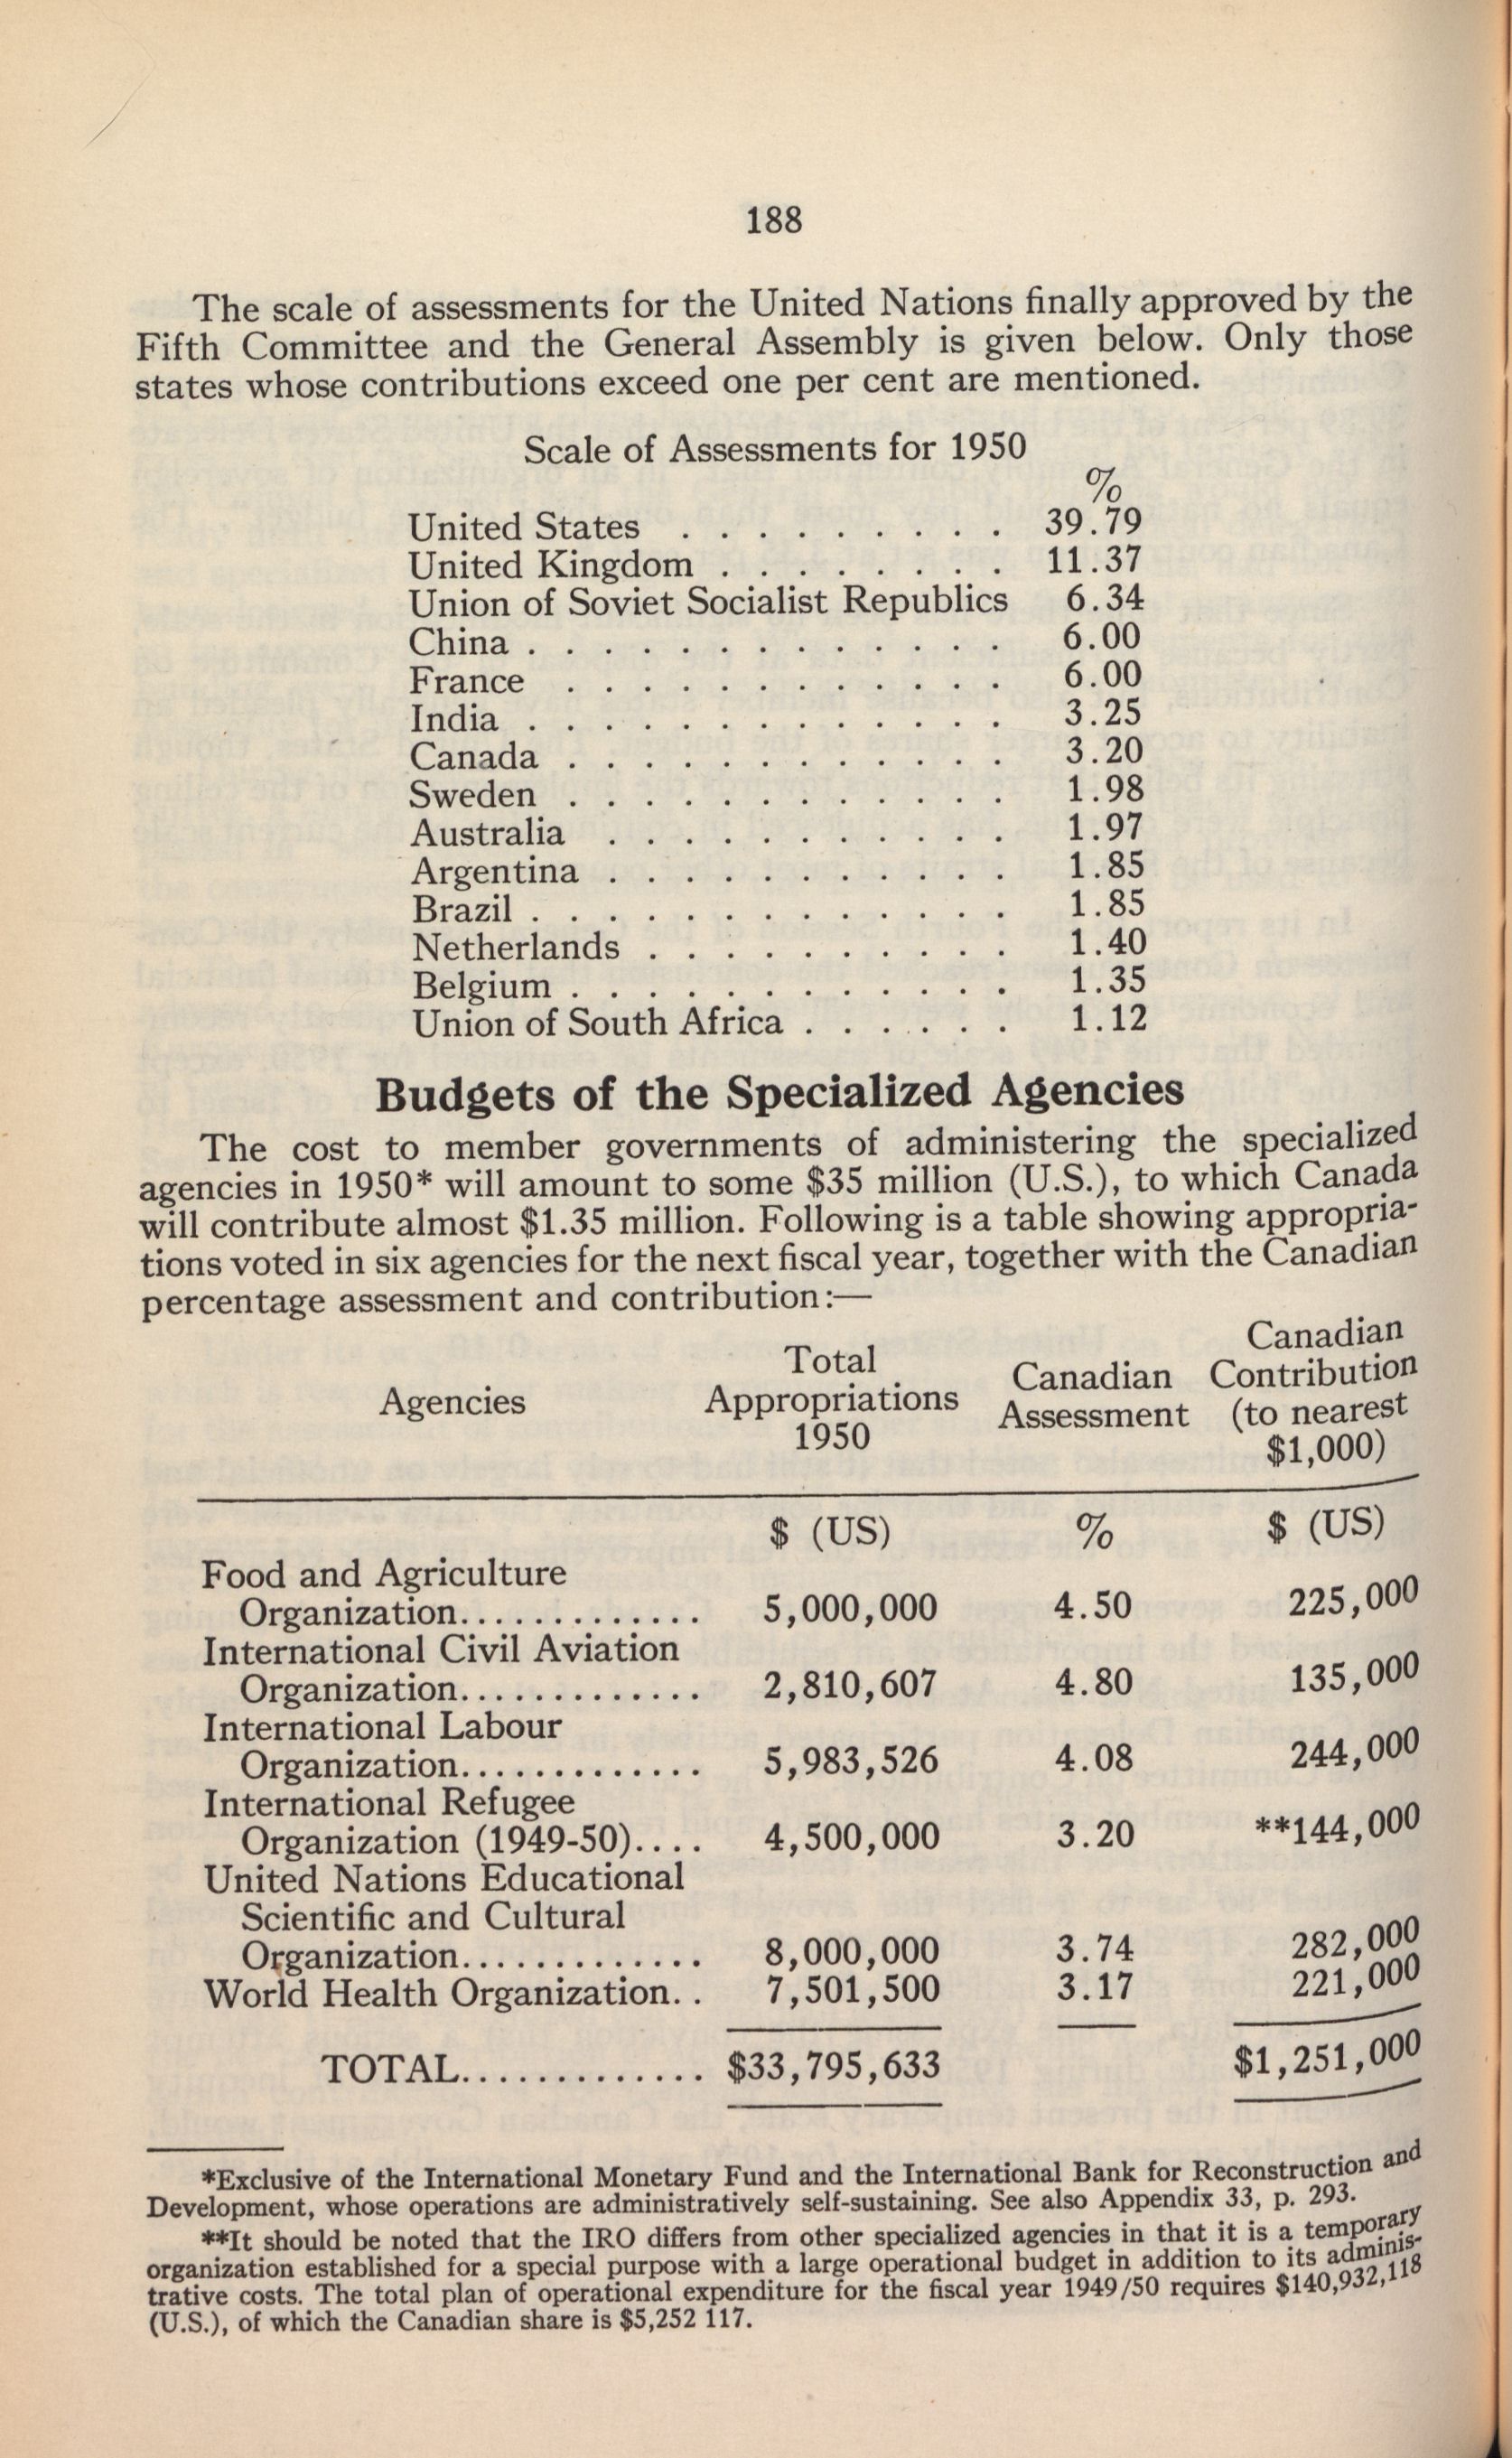 188
The scale of assessments for the United Nations finally approved by the
Fifth Committee and the General Assembly is given below. Only those
states whose contributions exceed one per cent are mentioned.
Scale of Assessments for 1950
%
United States . . . . . . . . . 39.79
United Kingdom . . . . . . . . 11.37
Union of Soviet Socialist Republics 6.34
China . . . . . . . . . . . . . 6.00
France . . . . . . . . . . . . 6.00
India . . . . . . . . . . . . . 3.25
Canada . . . . . . . . . . . . 3.20
Sweden . . . . . . . . . . . . 1.98
Australia . . . . . . . . . . . 1.97
Argentina . . . . . . . . . . . 1.85
Brazil . . . . . . . . . . . . . 1.85
Netherlands . . . . . . . . . . 1.40
Belgium . . . . . . . . . . . . 1.35
Union of South Africa . . . . . . 1.12
Budgets of the Specialized Agencies
The cost to member governments of administering the specialized
agencies in 1950* will amount to some $35 million (U.S.), to which Canada
will contribute almost $1.35 million. Following is a table showing appropria-
tions voted in six agencies for the next fiscal year, together with the Canadian
percentage assessment and contribution:—
Agencies
Total
Appropriations
1950
Canadian
Assessment
Canadian
Contribution
(to nearest
$1,000)
$ (US) % $ (US)
Food and Agriculture
Organization............. 5,000,000 4.50 225,000
International Civil Aviation
Organization............. 2,810,607 4.80 135,000
International Labour
Organization............. 5,983,526 4.08 244,000
International Refugee
Organization (1949-50).... 4,500,000 3.20 **144,000
United Nations Educational
Scientific and Cultural
Organization............. 8,000,000 3.74 282,000
World Health Organization.. 7,501,500 3.17 221,000
TOTAL.............. $33,795,633 $1,251,000
*Exclusive of the International Monetary Fund and the International Bank for Reconstruction and
Development, whose operations are administratively self-sustaining. See also Appendix 33, p. 293.
**It should be noted that the IRO differs from other specialized agencies in that it is a temporary
organization established for a special purpose with a large operational budget in addition to its adminis-
trative costs. The total plan of operational expenditure for the fiscal year 1949/50 requires $140,932,118
(U.S.), of which the Canadian share is $5,252 117.